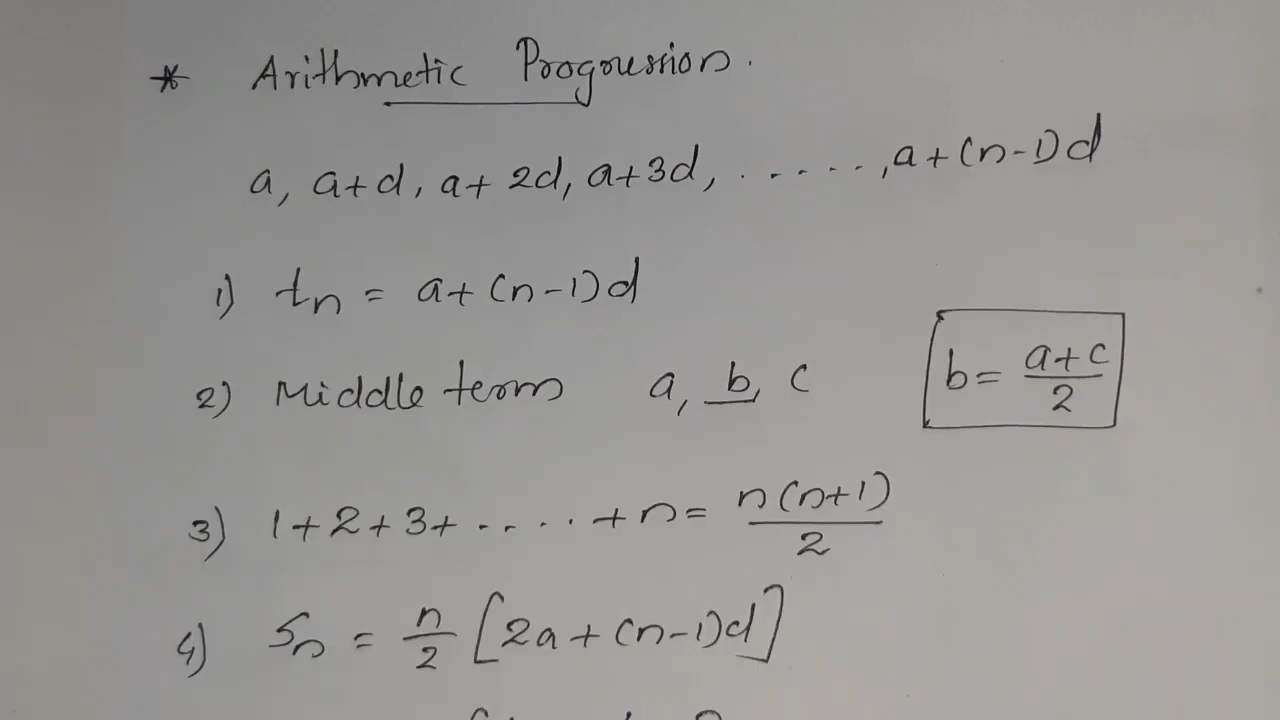 * Arithmetic Progression.
a, a+d, a+2d, a+3d, ......, a+(n-1)d
1) tn = a+(n-1)d
2) Middle term a, b, c b= a+c/2
3) 1+2+3+.....+n= n(n+1)/2
4) Sn = n/2 [2a+(n-1)d]